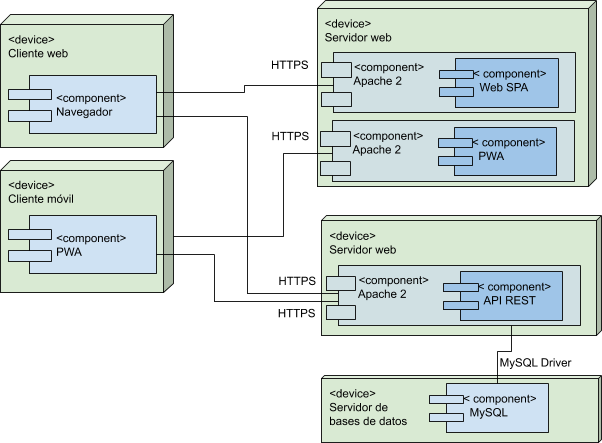 <device>
Cliente web
<component>
Navegador
<device>
Cliente móvil
<component>
PWA
HTTPS
HTTPS
HTTPS
HTTPS
<device>
Servidor web
<component>
Apache 2
< component>
Web SPA
<component>
Apache 2
< component>
PWA
<device>
Servidor web
<component>
Apache 2
< component>
API REST
MySQL Driver
<device>
Servidor de
bases de datos
< component>
MySQL